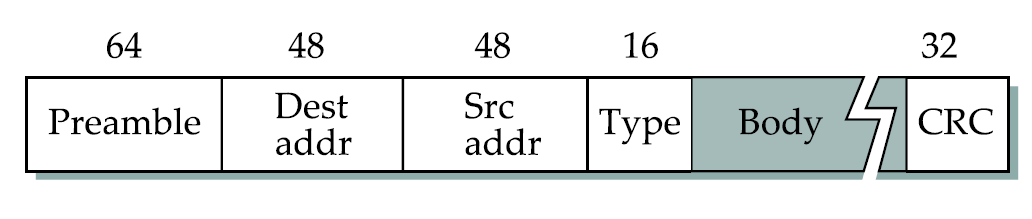 64 48 48 16 32
Preamble Dest addr Src addr Type Body CRC